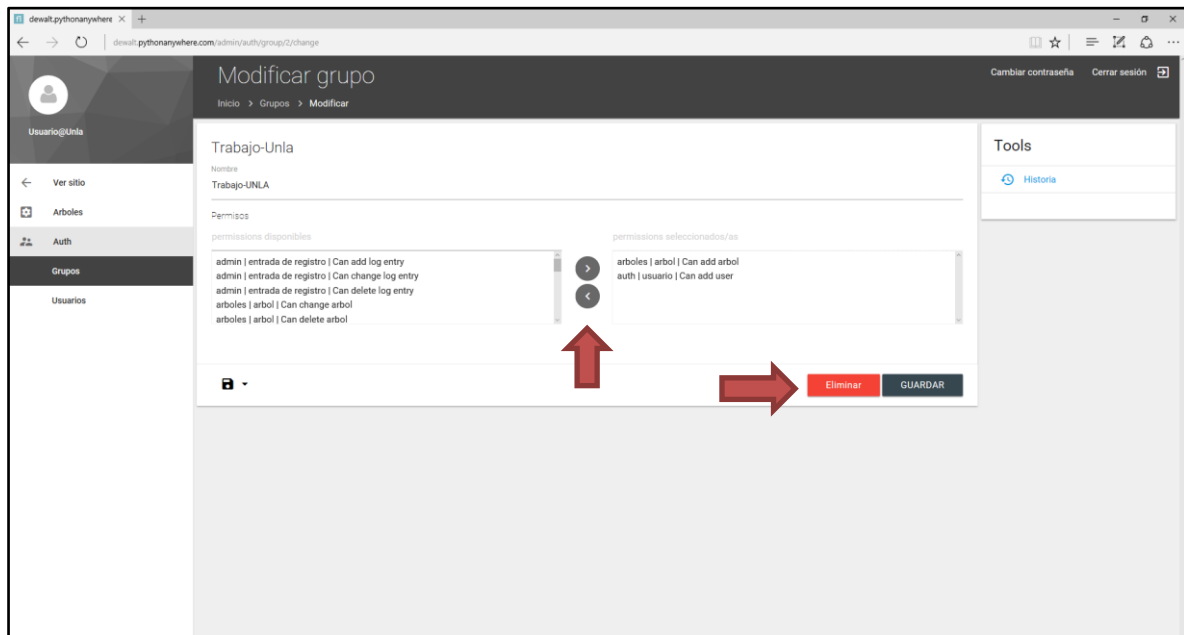 dewalt.pythonanywhere
dewalt.pythonanywhere.com/admin/auth/group/2/change
Usuario@Unla
Ver sitio
Arboles
Auth
Grupos
Usuarios
Modificar grupo
Inicio > Grupos > Modificar
Cambiar contraseña Cerrar sesión
Trabajo-Unla
Nombre
Trabajo-UNLA
Permisos
permissions disponibles
admin | entrada de registro | Can add log entry
admin | entrada de registro | Can change log entry
admin | entrada de registro | Can delete log entry
arboles | arbol | Can change arbol
arboles | arbol | Can delete arbol
permissions seleccionados/as
arboles | arbol | Can add arbol
auth | usuario | Can add user
Eliminar GUARDAR
Tools
Historia